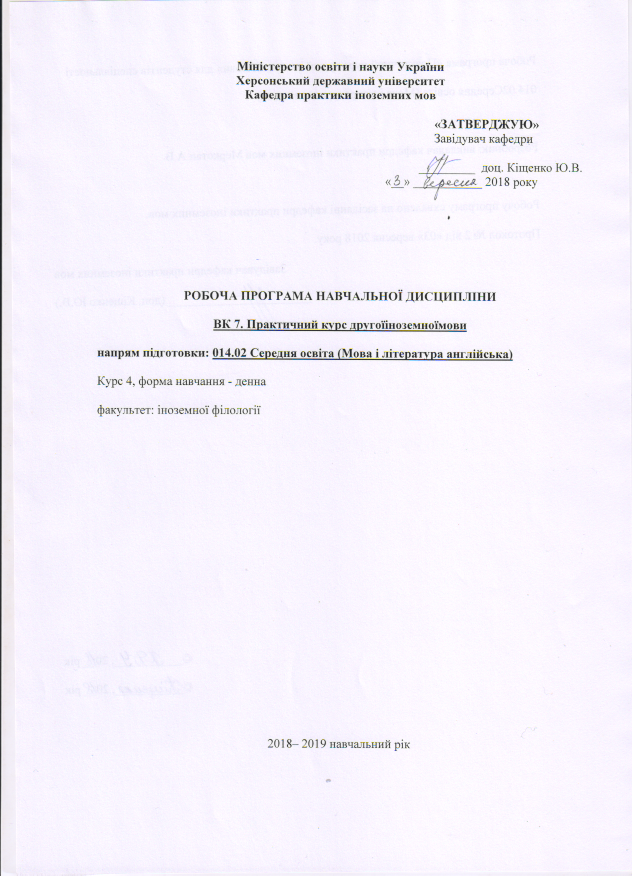 Міністерство освіти і науки України
Херсонський державний університет
Кафедра практики іноземних мов
«ЗАТВЕРДЖУЮ»
Завідувач кафедри
доц. Кіщенко Ю.В.
«3» вересня 2018 року
РОБОЧА ПРОГРАМА НАВЧАЛЬНОЇ ДИСЦИПЛІНИ
ВК 7. Практичний курс другоїіноземноїмови
напрям підготовки: 014.02 Середня освіта (Мова і література англійська)
Курс 4, форма навчання - денна
факультет: іноземної філології
2018– 2019 навчальний рік